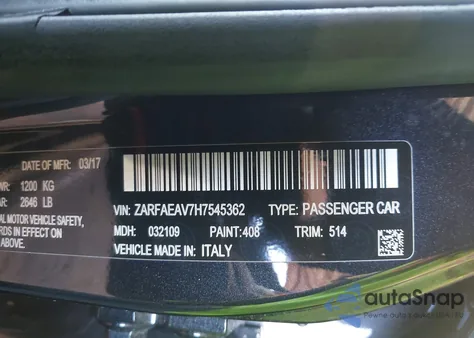 DATE OF MFR: 03/17
WR: 1200 KG
R: 2646 LB
AL MOTOR VEHICLE SAFETY,
RDS IN EFFECT
ABOVE.
VIN: ZARFAEAV7H7545362 TYPE: PASSENGER CAR
MDH: 032109 PAINT:408 TRIM: 514
VEHICLE MADE IN: ITALY
autoSnap